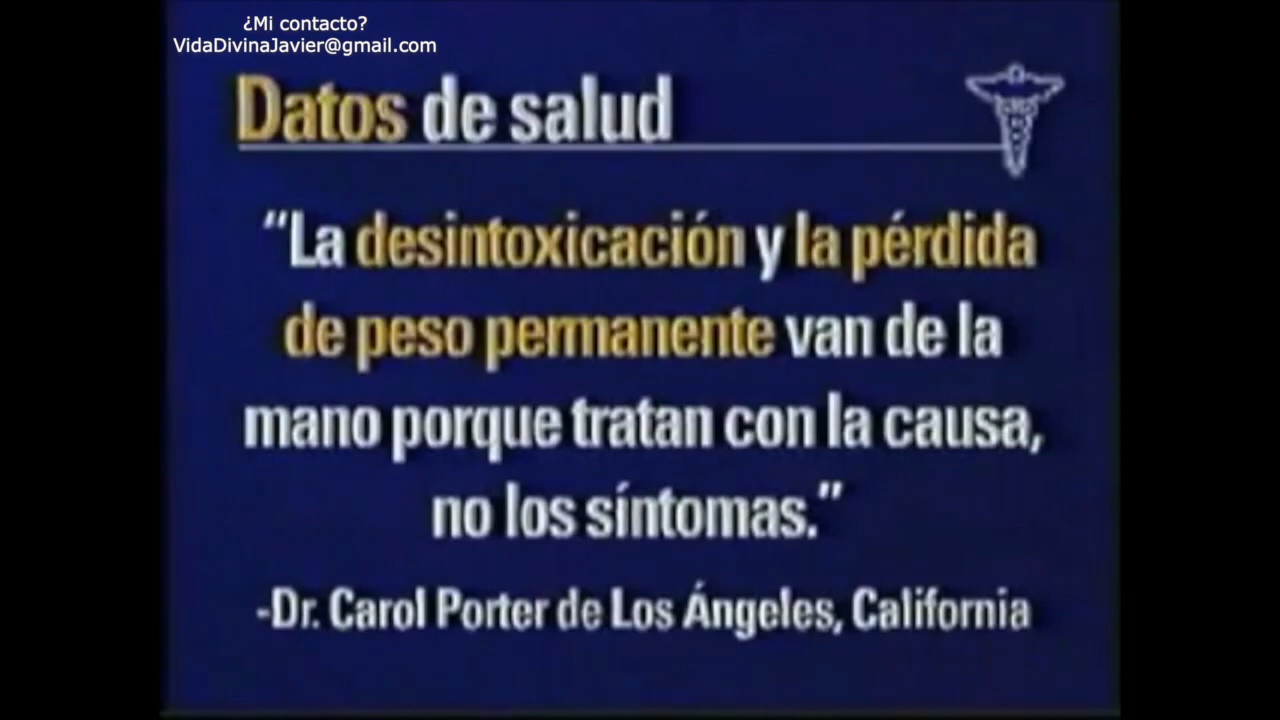 ¿Mi contacto?
VidaDivinaJavier@gmail.com
Datos de salud
“La desintoxicación y la pérdida
de peso permanente van de la
mano porque tratan con la causa,
no los síntomas.”
-Dr. Carol Porter de Los Ángeles, California